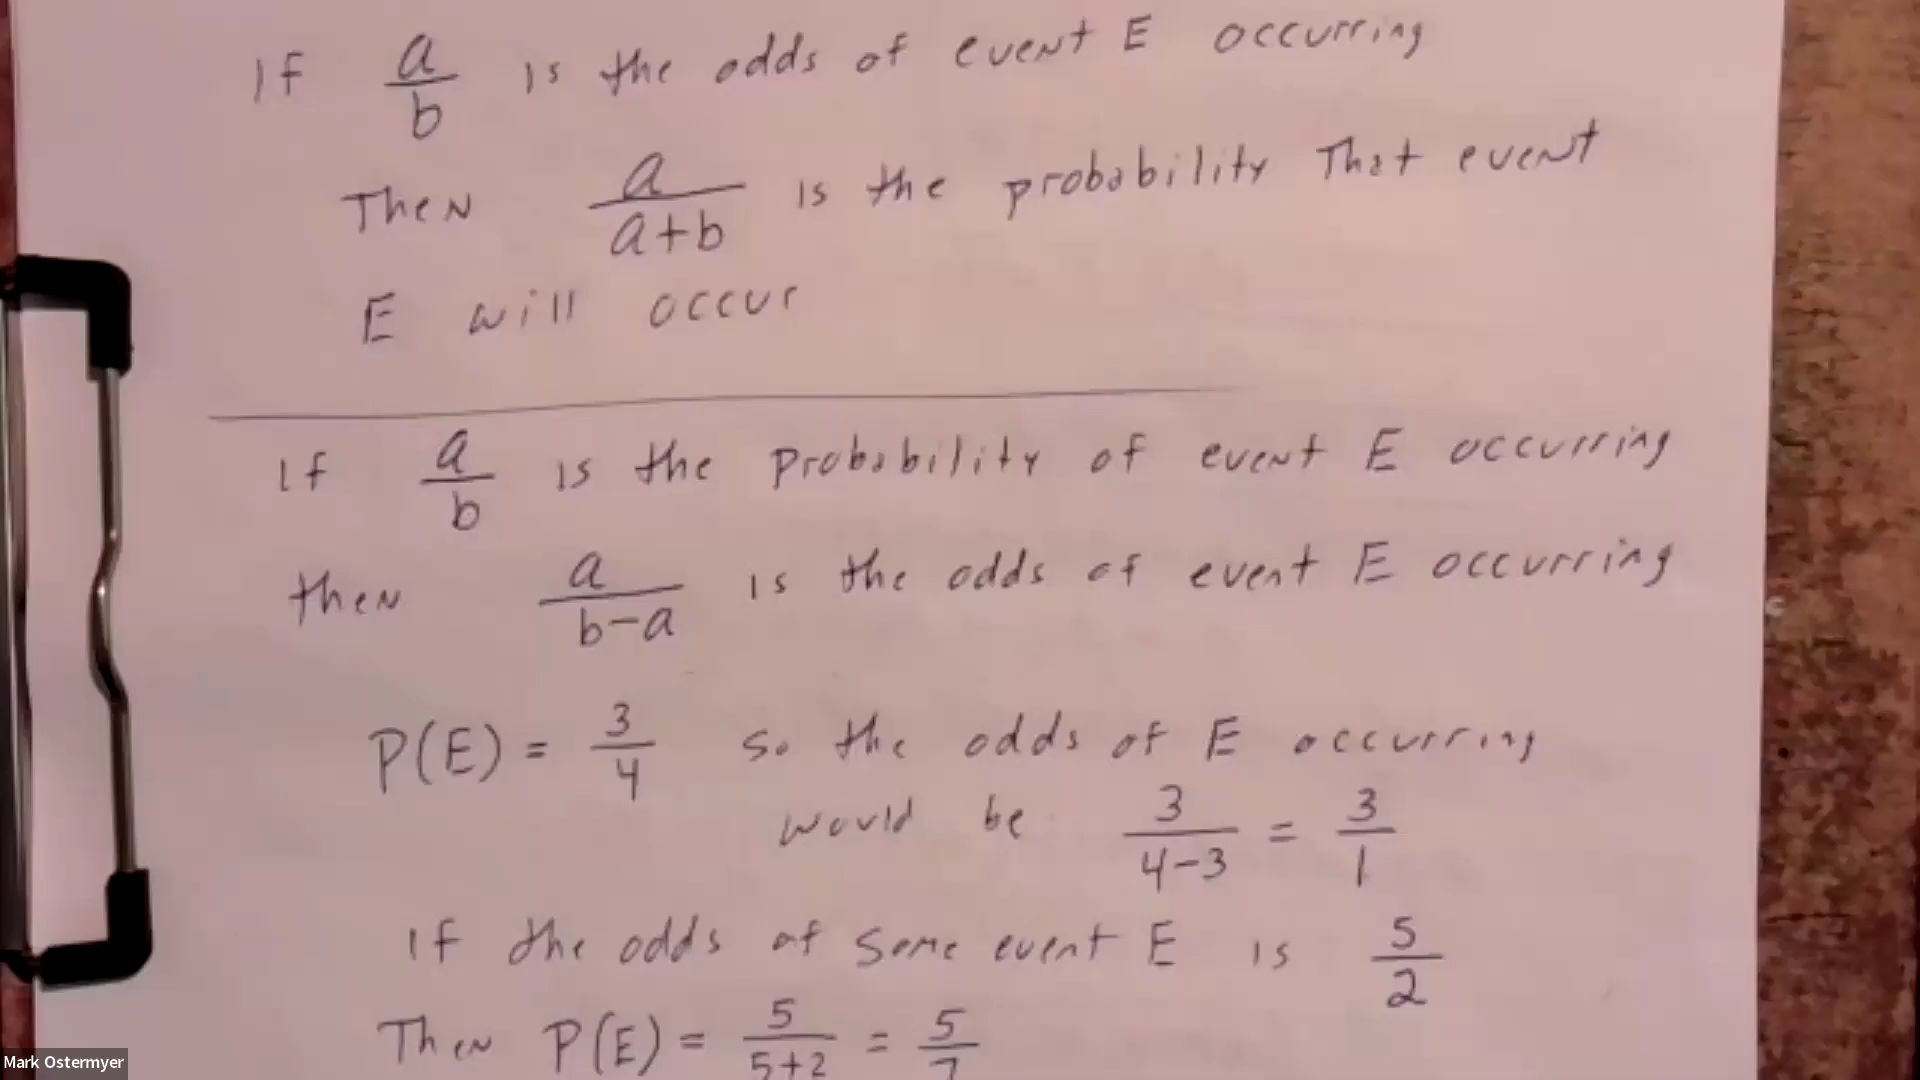 If a/b is the odds of event E occurring
Then a/(a+b) is the probability that event
E will occur
If a/b is the probability of event E occurring
then a/(b-a) is the odds of event E occurring
P(E) = 3/4 so the odds of E occurring
would be 3/(4-3) = 3/1
If the odds of some event E is 5/2
Then P(E) = 5/(5+2) = 5/7
Mark Ostermyer